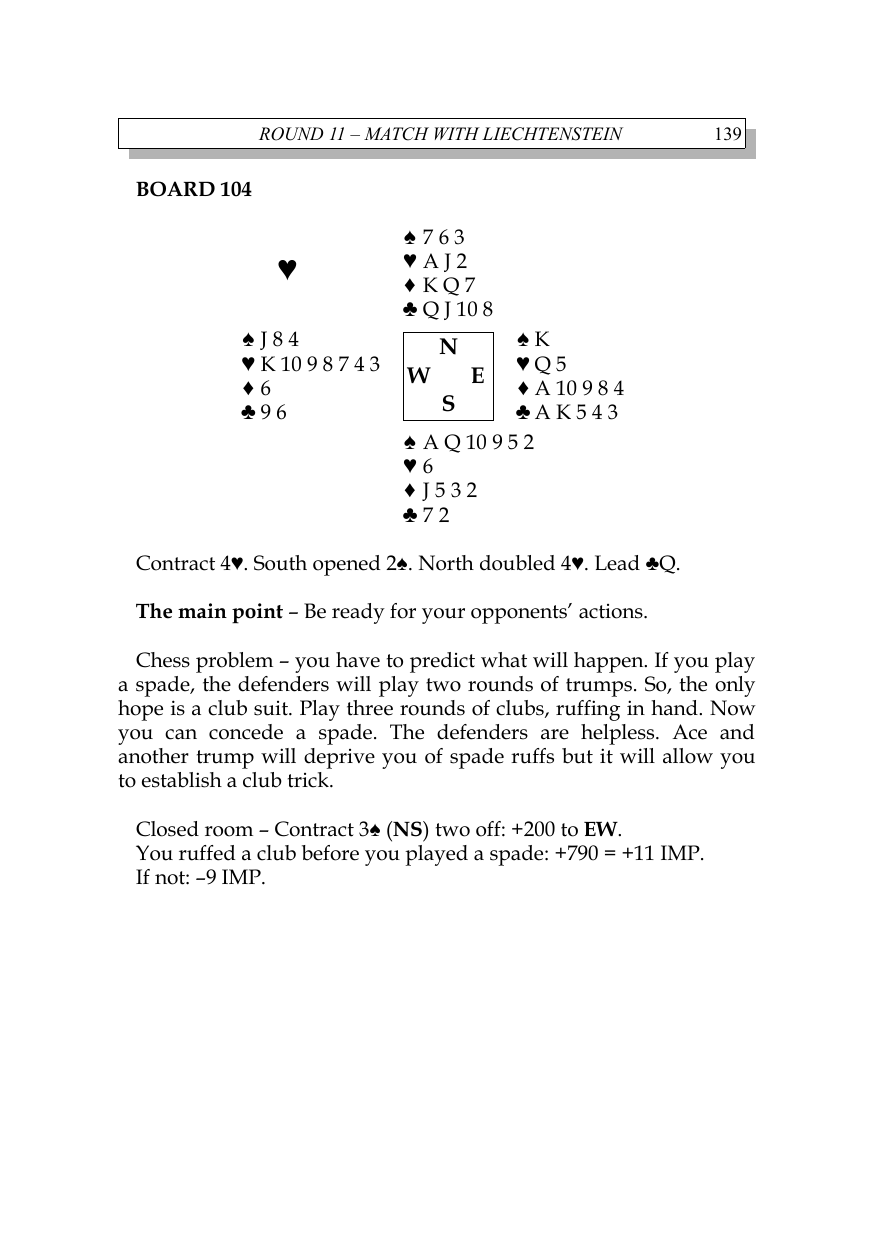 ROUND 11 – MATCH WITH LIECHTENSTEIN 139
BOARD 104
♠ 7 6 3
♥
♥ A J 2
♦ K Q 7
♣ Q J 10 8
♠ J 8 4
♥ K 10 9 8 7 4 3
♦ 6
♣ 9 6
N
W E
S
♠ K
♥ Q 5
♦ A 10 9 8 4
♣ A K 5 4 3
♠ A Q 10 9 5 2
♥ 6
♦ J 5 3 2
♣ 7 2
Contract 4♥. South opened 2♠. North doubled 4♥. Lead ♣Q.
The main point – Be ready for your opponents’ actions.
Chess problem – you have to predict what will happen. If you play
a spade, the defenders will play two rounds of trumps. So, the only
hope is a club suit. Play three rounds of clubs, ruffing in hand. Now
you can concede a spade. The defenders are helpless. Ace and
another trump will deprive you of spade ruffs but it will allow you
to establish a club trick.
Closed room – Contract 3♠ (NS) two off: +200 to EW.
You ruffed a club before you played a spade: +790 = +11 IMP.
If not: –9 IMP.